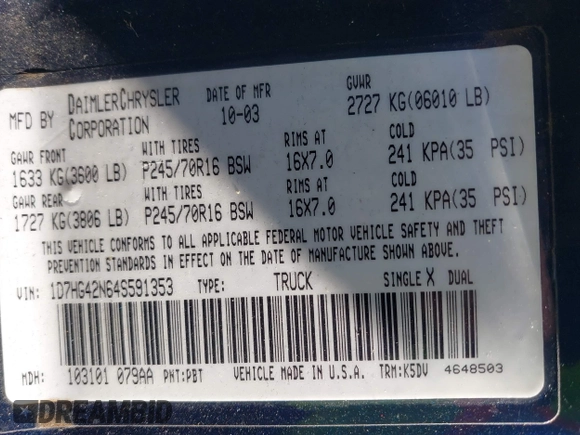 MFD BY DAIMLERCHRYSLER CORPORATION
DATE OF MFR 10-03
GVWR 2727 KG(06010 LB)
GAWR FRONT WITH TIRES RIMS AT COLD
1633 KG(3600 LB) P245/70R16 BSW 16X7.0 241 KPA(35 PSI)
GAWR REAR WITH TIRES RIMS AT COLD
1727 KG(3806 LB) P245/70R16 BSW 16X7.0 241 KPA(35 PSI)
THIS VEHICLE CONFORMS TO ALL APPLICABLE FEDERAL MOTOR VEHICLE SAFETY AND THEFT
PREVENTION STANDARDS IN EFFECT ON THE DATE OF MANUFACTURE SHOWN ABOVE.
VIN: 1D7HG42N64S591353 TYPE: TRUCK SINGLE X DUAL
MDH: 103101 079AA PNT:PBT VEHICLE MADE IN U.S.A. TRM:K5DV 4648503
DREAMBID